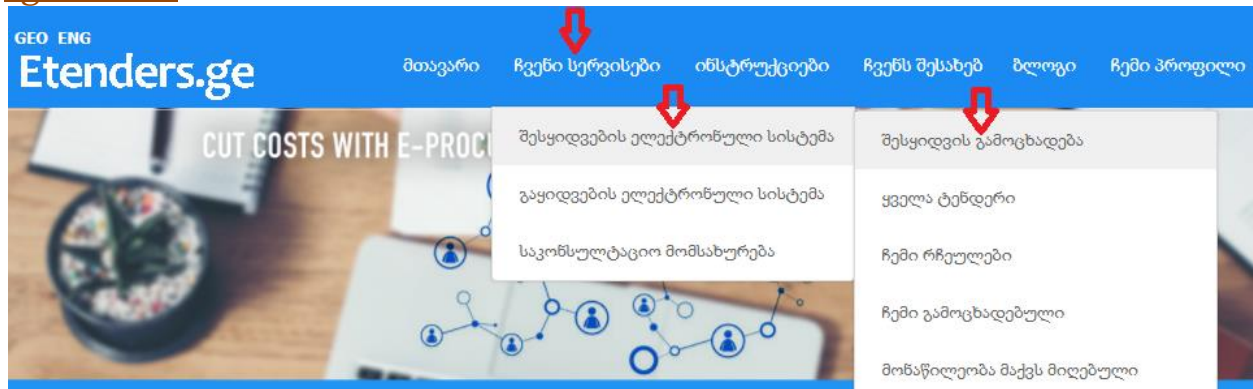 GEO ENG
Etenders.ge
მთავარი ჩვენი სერვისები ინსტრუქციები ჩვენს შესახებ ბლოგი ჩემი პროფილი
CUT COSTS WITH E-PROC
შესყიდვების ელექტრონული სისტემა
გაყიდვების ელექტრონული სისტემა
საკონსულტაციო მომსახურება
შესყიდვის გამოცხადება
ყველა ტენდერი
ჩემი რჩეულები
ჩემი გამოცხადებული
მონაწილეობა მაქვს მიღებული